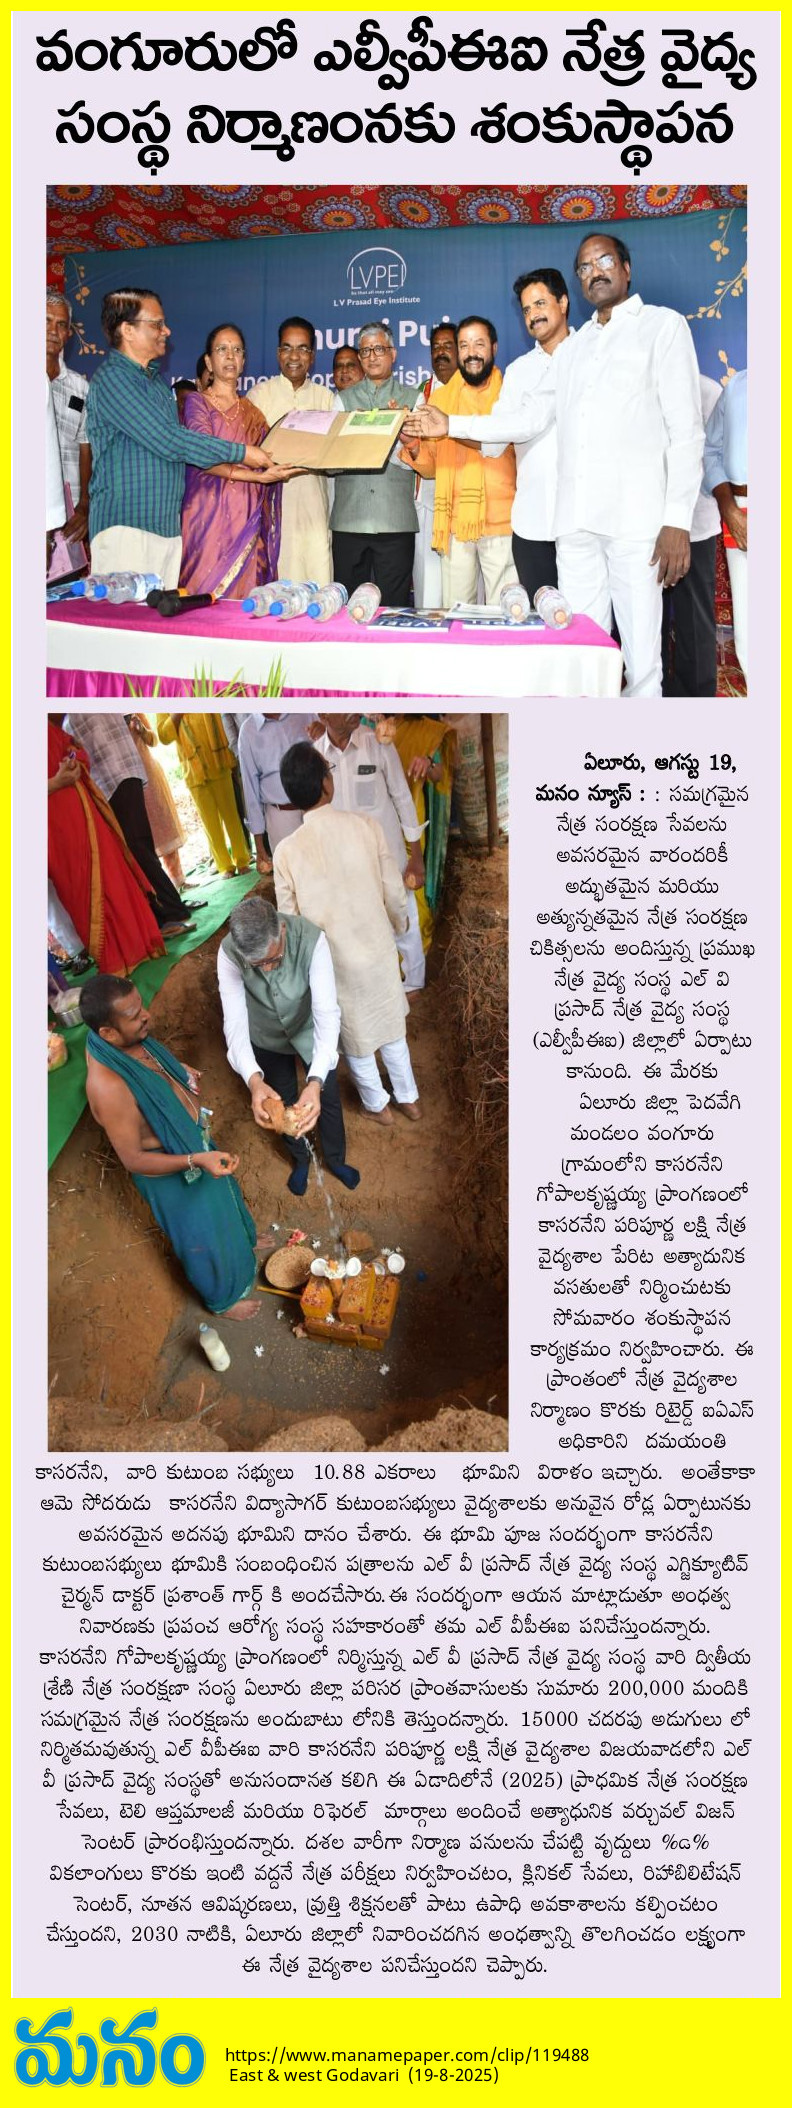 వంగూరులో ఎల్వీపీఈఐ నేత్ర వైద్య
సంస్థ నిర్మాణంనకు శంకుస్థాపన
LVPEI
So that all may see
L V Prasad Eye Institute
LVPEI
ఏలూరు, ఆగస్టు 19,
మనం న్యూస్ : : సమగ్రమైన
నేత్ర సంరక్షణ సేవలను
అవసరమైన వారందరికీ
అద్భుతమైన మరియు
అత్యున్నతమైన నేత్ర సంరక్షణ
చికిత్సలను అందిస్తున్న ప్రముఖ
నేత్ర వైద్య సంస్థ ఎల్ వి
ప్రసాద్ నేత్ర వైద్య సంస్థ
(ఎల్వీపీఈఐ) జిల్లాలో ఏర్పాటు
కానుంది. ఈ మేరకు
ఏలూరు జిల్లా పెదవేగి
మండలం వంగూరు
గ్రామంలోని కాసరనేని
గోపాలకృష్ణయ్య ప్రాంగణంలో
కాసరనేని పరిపూర్ణ లక్షి నేత్ర
వైద్యశాల పేరిట అత్యాదునిక
వసతులతో నిర్మించుటకు
సోమవారం శంకుస్థాపన
కార్యక్రమం నిర్వహించారు. ఈ
ప్రాంతంలో నేత్ర వైద్యశాల
నిర్మాణం కొరకు రిటైర్డ్ ఐఏఎస్
అధికారిని దమయంతి
కాసరనేని, వారి కుటుంబ సభ్యులు 10.88 ఎకరాలు భూమిని విరాళం ఇచ్చారు. అంతేకాకా
ఆమె సోదరుడు కాసరనేని విద్యాసాగర్ కుటుంబసభ్యులు వైద్యశాలకు అనువైన రోడ్ల ఏర్పాటునకు
అవసరమైన అదనపు భూమిని దానం చేశారు. ఈ భూమి పూజ సందర్భంగా కాసరనేని
కుటుంబసభ్యులు భూమికి సంబంధించిన పత్రాలను ఎల్ వీ ప్రసాద్ నేత్ర వైద్య సంస్థ ఎగ్జిక్యూటివ్
చైర్మన్ డాక్టర్ ప్రశాంత్ గార్గ్ కి అందచేసారు.ఈ సందర్భంగా ఆయన మాట్లాడుతూ అంధత్వ
నివారణకు ప్రపంచ ఆరోగ్య సంస్థ సహకారంతో తమ ఎల్ వీపీఈఐ పనిచేస్తుందన్నారు.
కాసరనేని గోపాలకృష్ణయ్య ప్రాంగణంలో నిర్మిస్తున్న ఎల్ వీ ప్రసాద్ నేత్ర వైద్య సంస్థ వారి ద్వితీయ
శ్రేణి నేత్ర సంరక్షణా సంస్థ ఏలూరు జిల్లా పరిసర ప్రాంతవాసులకు సుమారు 200,000 మందికి
సమగ్రమైన నేత్ర సంరక్షణను అందుబాటు లోనికి తెస్తుందన్నారు. 15000 చదరపు అడుగులు లో
నిర్మితమవుతున్న ఎల్ వీపీఈఐ వారి కాసరనేని పరిపూర్ణ లక్షి నేత్ర వైద్యశాల విజయవాడలోని ఎల్
వీ ప్రసాద్ వైద్య సంస్థతో అనుసందానత కలిగి ఈ ఏడాదిలోనే (2025) ప్రాధమిక నేత్ర సంరక్షణ
సేవలు, టెలి ఆప్తమాలజీ మరియు రిఫెరల్ మార్గాలు అందించే అత్యాధునిక వర్చువల్ విజన్
సెంటర్ ప్రారంభిస్తుందన్నారు. దశల వారీగా నిర్మాణ పనులను చేపట్టి వృద్దులు %డ%
వికలాంగులు కొరకు ఇంటి వద్దనే నేత్ర పరీక్షలు నిర్వహించటం, క్లినికల్ సేవలు, రిహాబిలిటేషన్
సెంటర్, నూతన ఆవిష్కరణలు, వ్రుత్తి శిక్షనలతో పాటు ఉపాధి అవకాశాలను కల్పించటం
చేస్తుందని, 2030 నాటికి, ఏలూరు జిల్లాలో నివారించదగిన అంధత్వాన్ని తొలగించడం లక్ష్యంగా
ఈ నేత్ర వైద్యశాల పనిచేస్తుందని చెప్పారు.
మనం
https://www.manamepaper.com/clip/119488
East & west Godavari (19-8-2025)